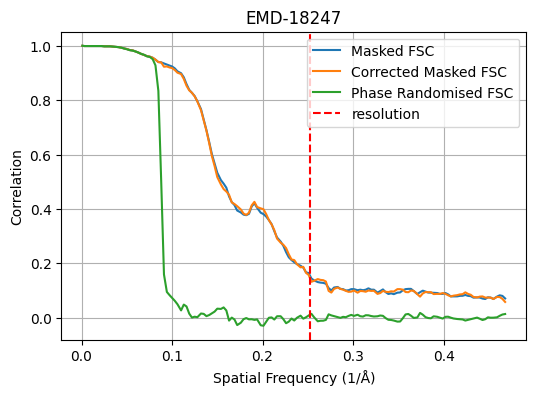 EMD-18247
1.0
0.8
0.6
0.4
0.2
0.0
Correlation
Masked FSC
Corrected Masked FSC
Phase Randomised FSC
resolution
0.0
0.1
0.2
0.3
0.4
Spatial Frequency (1/Å)